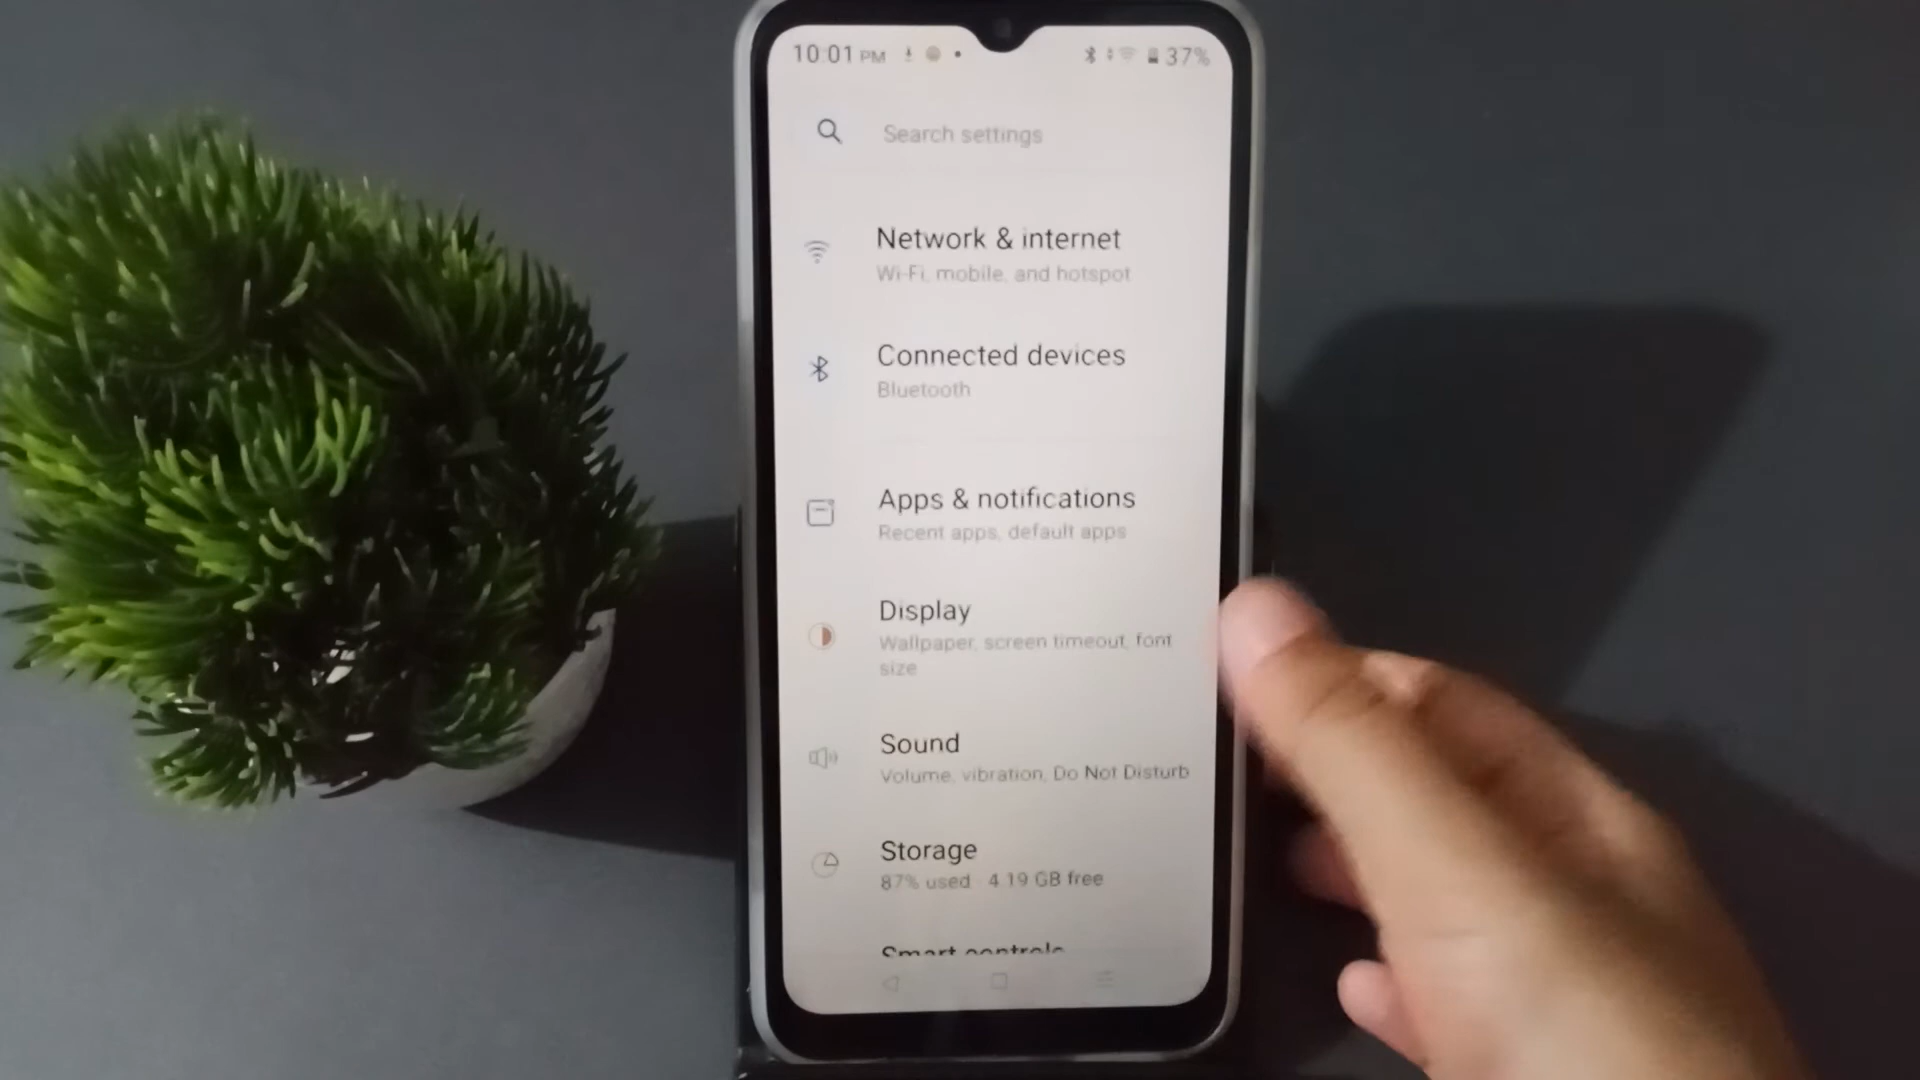 10:01 PM
37%
Search settings
Network & internet
Wi-Fi, mobile, and hotspot
Connected devices
Bluetooth
Apps & notifications
Recent apps, default apps
Display
Wallpaper, screen timeout, font
size
Sound
Volume, vibration, Do Not Disturb
Storage
87% used · 4.19 GB free
Smart controls